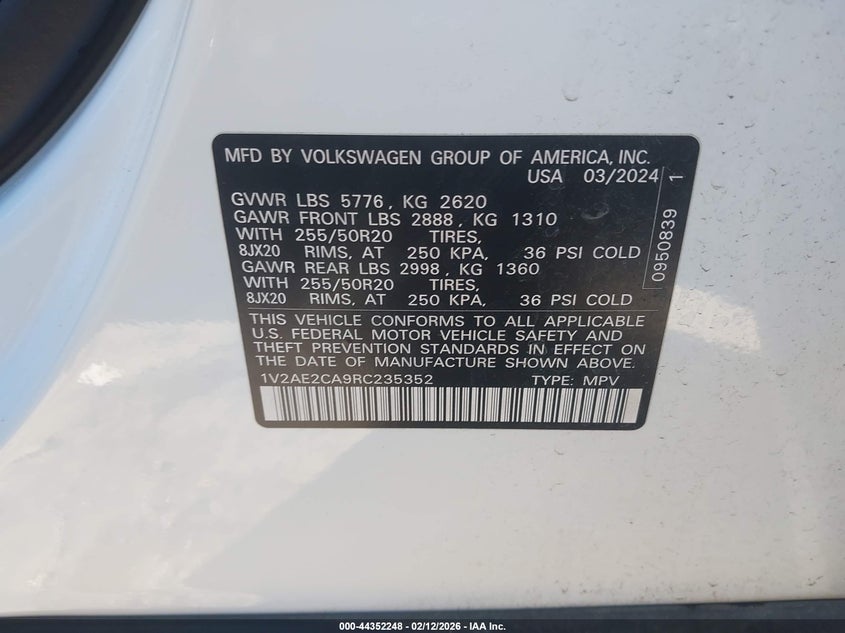 MFD BY VOLKSWAGEN GROUP OF AMERICA, INC.
USA 03/2024
GVWR LBS 5776, KG 2620
GAWR FRONT LBS 2888, KG 1310
WITH 255/50R20 TIRES,
8JX20 RIMS, AT 250 KPA, 36 PSI COLD
GAWR REAR LBS 2998, KG 1360
WITH 255/50R20 TIRES,
8JX20 RIMS, AT 250 KPA, 36 PSI COLD
THIS VEHICLE CONFORMS TO ALL APPLICABLE
U.S. FEDERAL MOTOR VEHICLE SAFETY AND
THEFT PREVENTION STANDARDS IN EFFECT ON
THE DATE OF MANUFACTURE SHOWN ABOVE.
1V2AE2CA9RC235352 TYPE: MPV
0950839 1
000-44352248 - 02/12/2026 - IAA Inc.